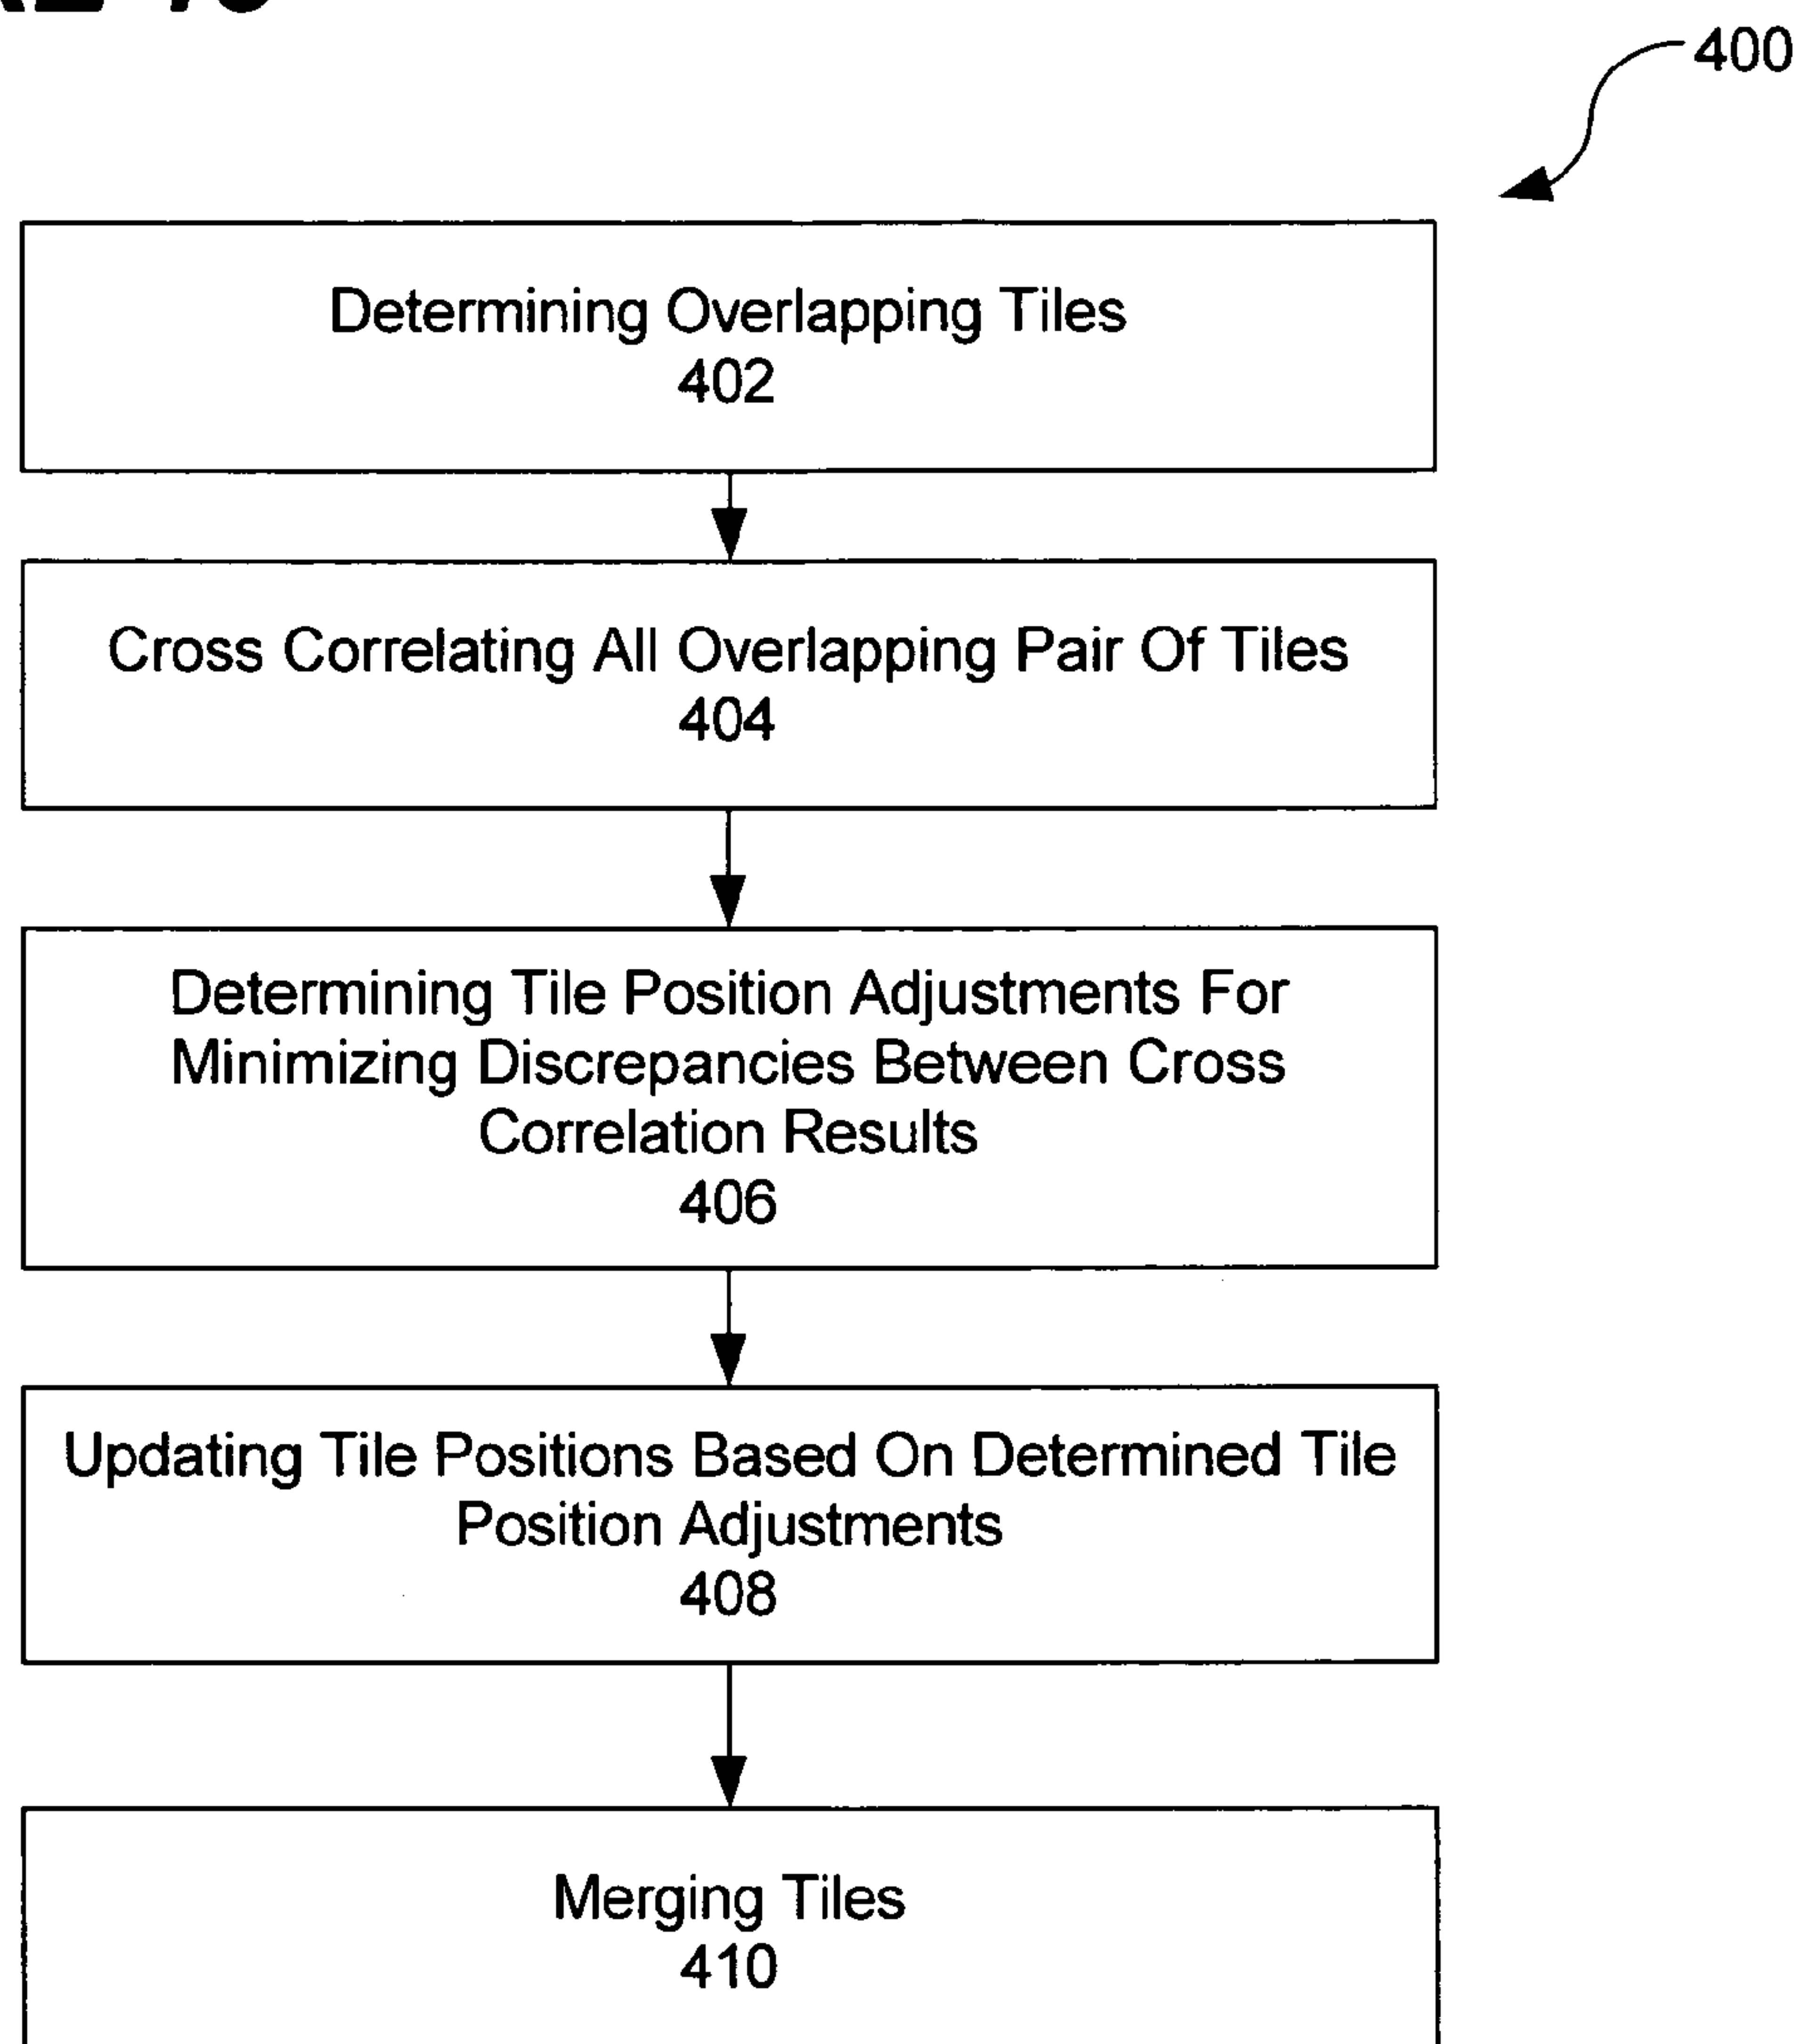 400
Determining Overlapping Tiles
402
Cross Correlating All Overlapping Pair Of Tiles
404
Determining Tile Position Adjustments For
Minimizing Discrepancies Between Cross
Correlation Results
406
Updating Tile Positions Based On Determined Tile
Position Adjustments
408
Merging Tiles
410